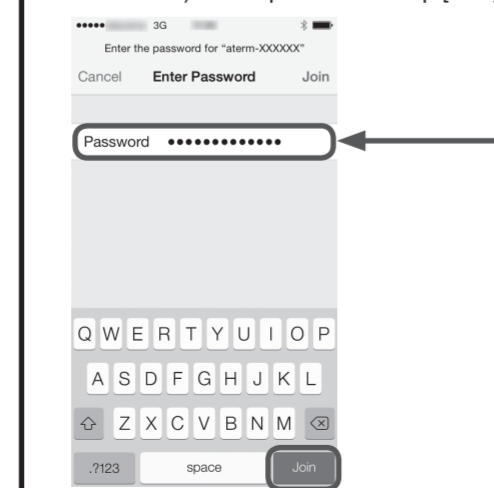 3G
Enter the password for “aterm-XXXXXX”
Cancel Enter Password Join
Password •••••••••••••
Q W E R T Y U I O P
A S D F G H J K L
Z X C V B N M
.?123 space Join